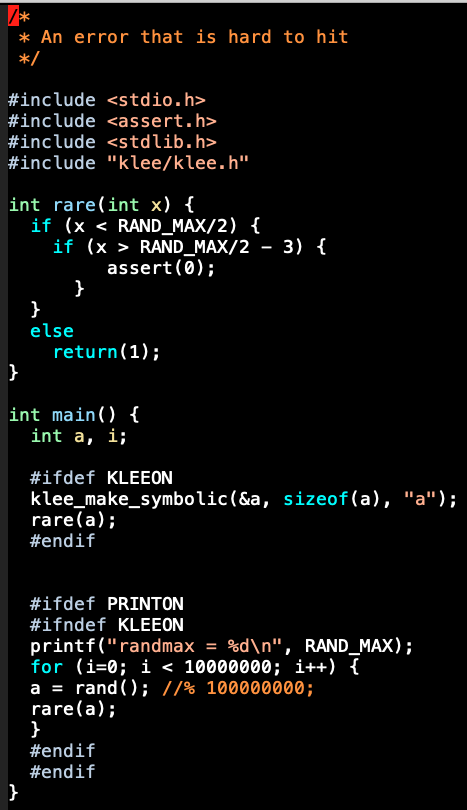 /*
 * An error that is hard to hit
 */

#include <stdio.h>
#include <assert.h>
#include <stdlib.h>
#include "klee/klee.h"

int rare(int x) {
  if (x < RAND_MAX/2) {
    if (x > RAND_MAX/2 - 3) {
         assert(0);
      }
  }
  else
    return(1);
}

int main() {
  int a, i;

  #ifdef KLEEON
  klee_make_symbolic(&a, sizeof(a), "a");
  rare(a);
  #endif


  #ifdef PRINTON
  #ifndef KLEEON
  printf("randmax = %d\n", RAND_MAX);
  for (i=0; i < 10000000; i++) {
  a = rand(); //% 100000000;
  rare(a);
  }
  #endif
  #endif
}